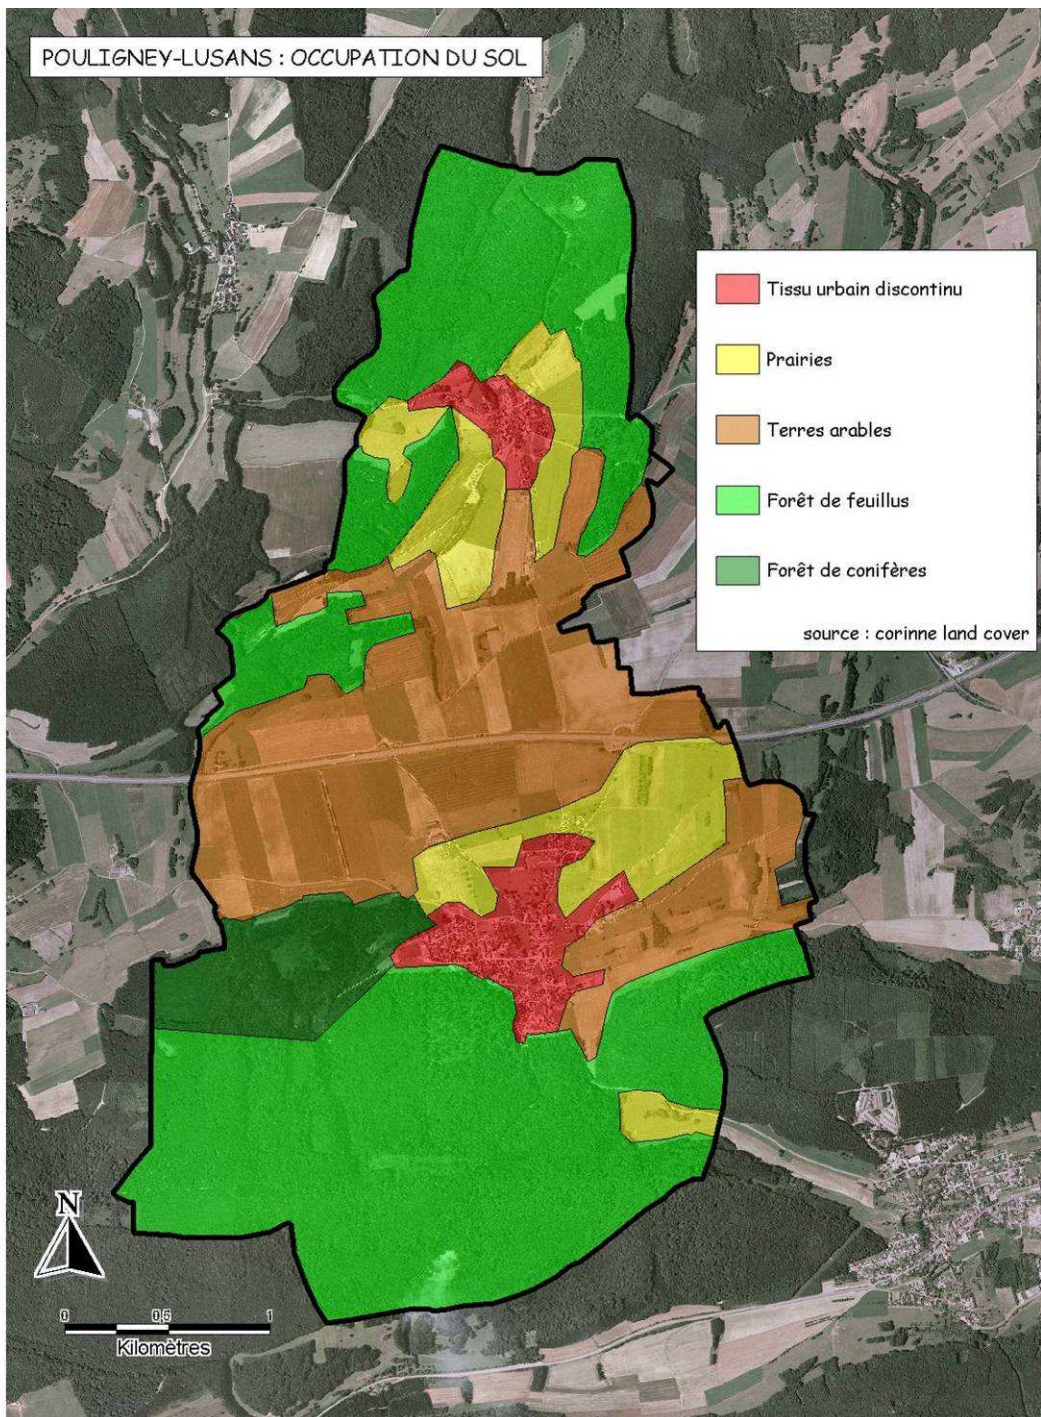 POULIGNEY-LUSANS : OCCUPATION DU SOL
Tissu urbain discontinu
Prairies
Terres arables
Forêt de feuillus
Forêt de conifères
source : corinne land cover
N
0 0,5 1
Kilomètres